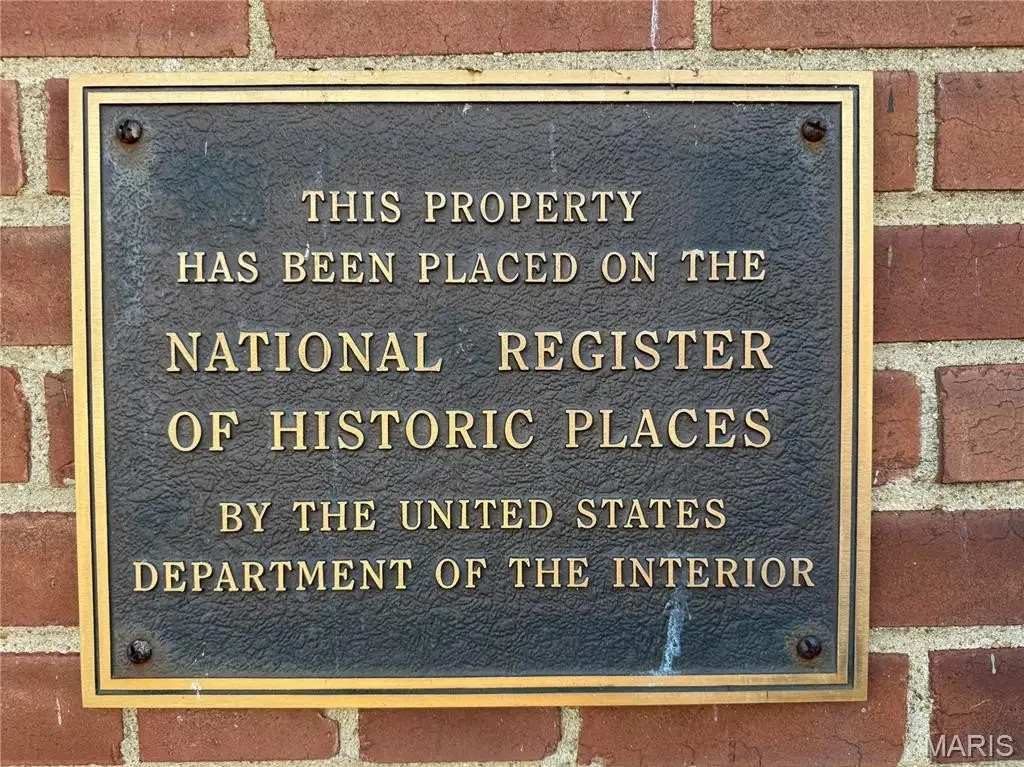 THIS PROPERTY
HAS BEEN PLACED ON THE
NATIONAL REGISTER
OF HISTORIC PLACES
BY THE UNITED STATES
DEPARTMENT OF THE INTERIOR
MARIS